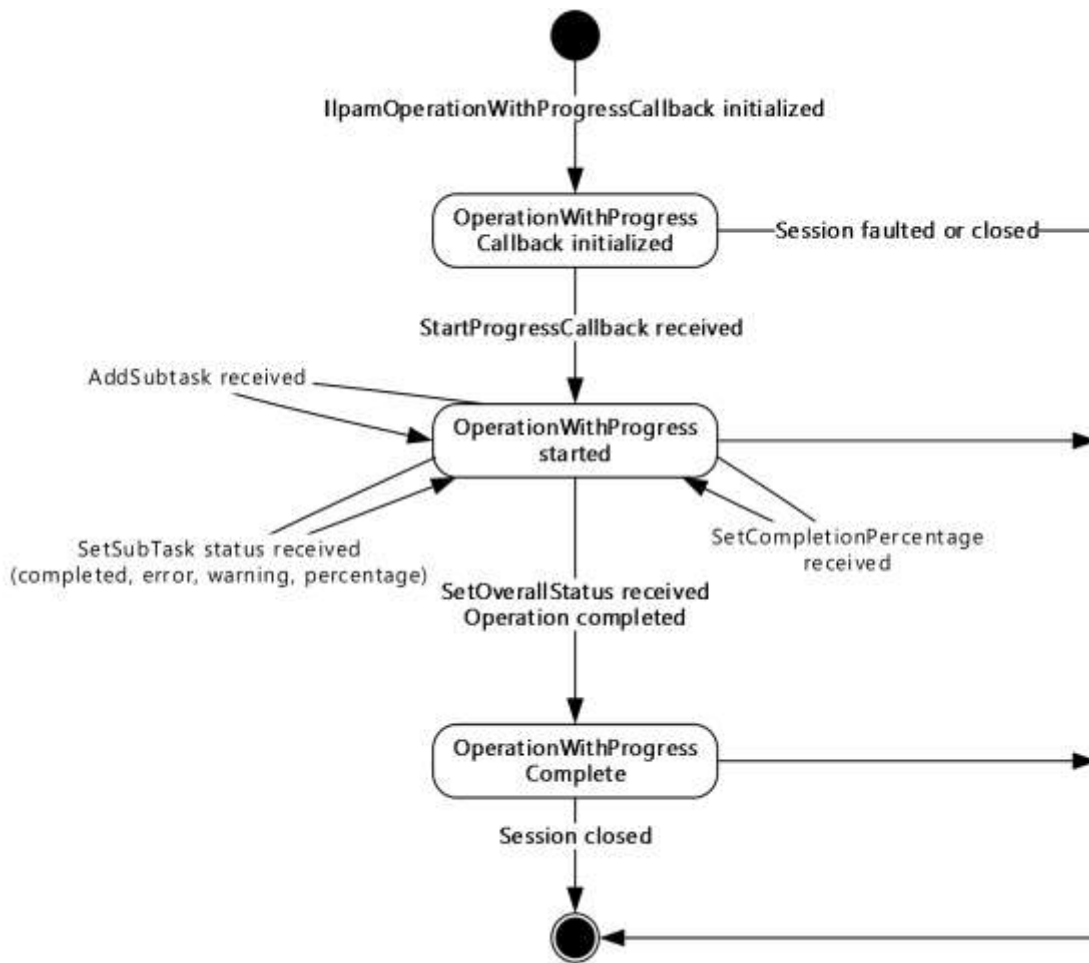 IIpamOperationWithProgressCallback initialized
OperationWithProgress
Callback initialized
Session faulted or closed
StartProgressCallback received
AddSubtask received
OperationWithProgress
started
SetSubTask status received
(completed, error, warning, percentage)
SetCompletionPercentage
received
SetOverallStatus received
Operation completed
OperationWithProgress
Complete
Session closed